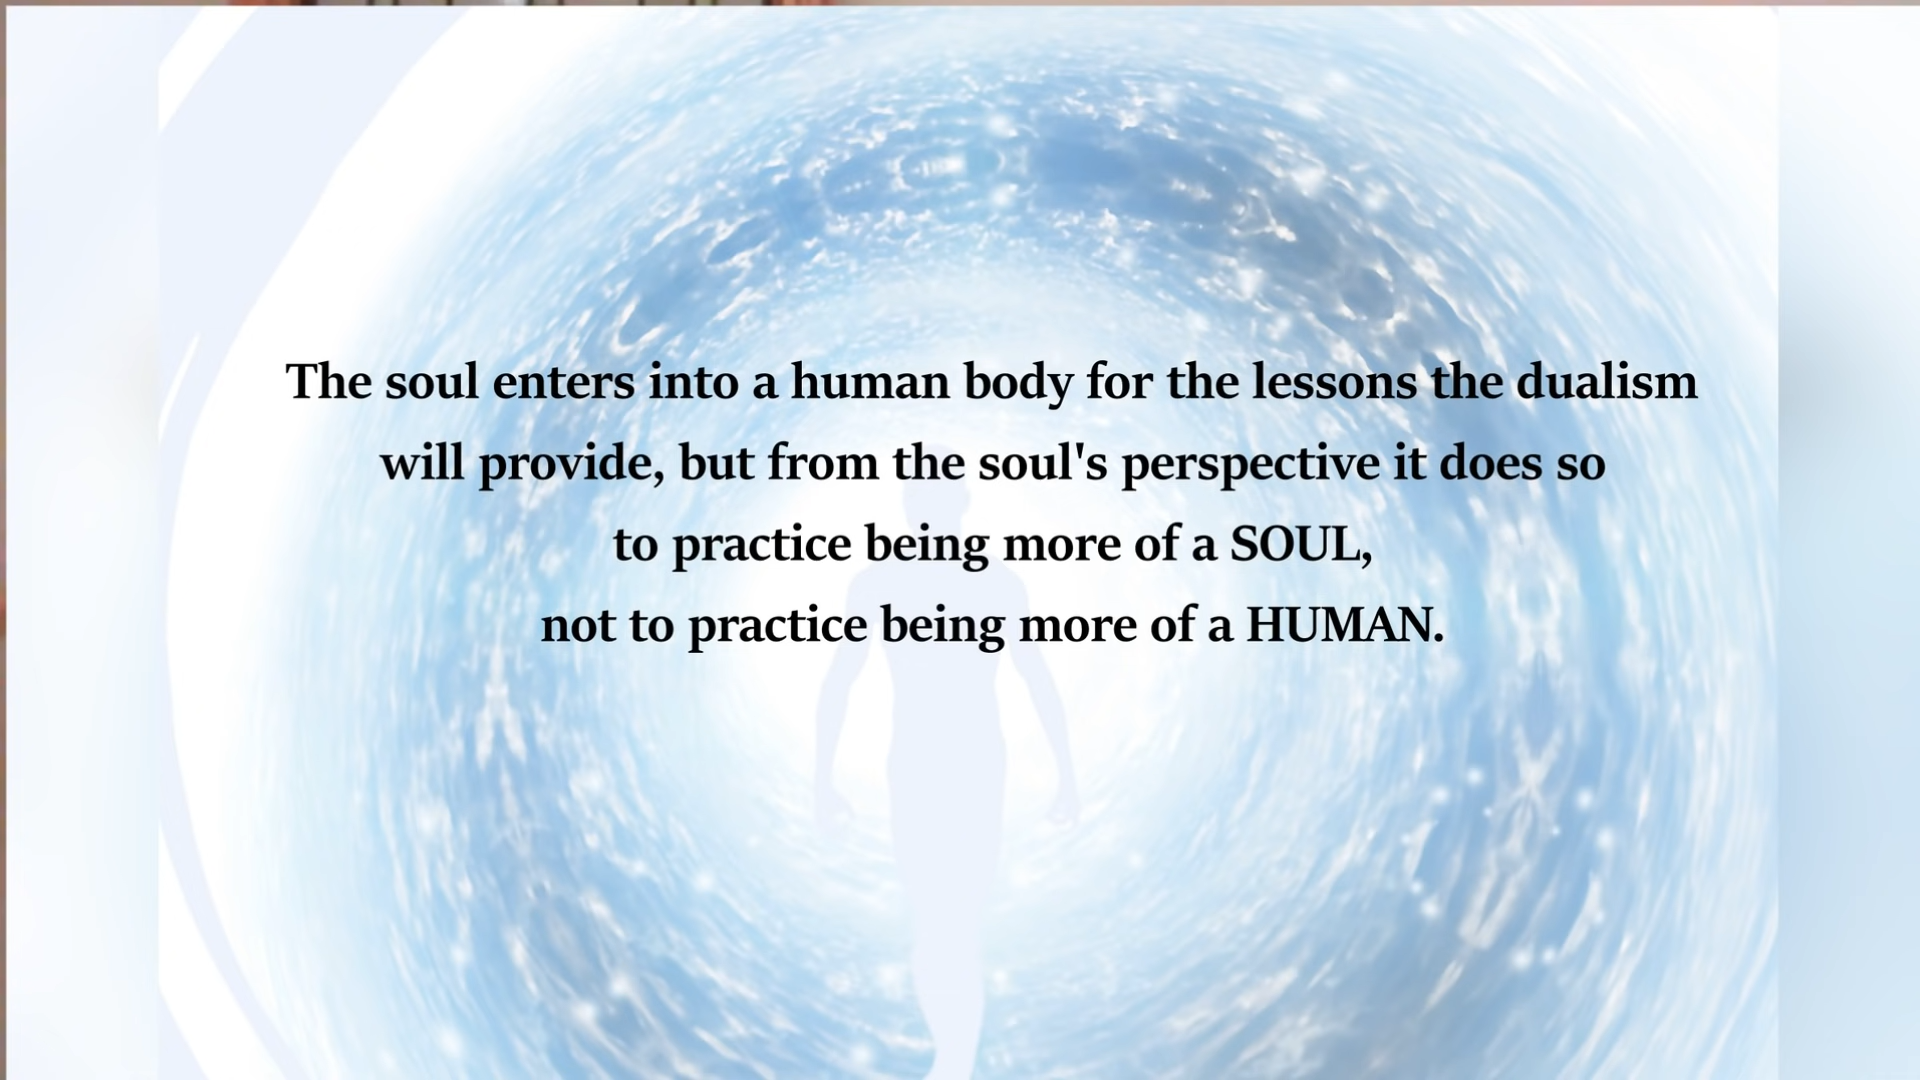 The soul enters into a human body for the lessons the dualism
will provide, but from the soul's perspective it does so
to practice being more of a SOUL,
not to practice being more of a HUMAN.